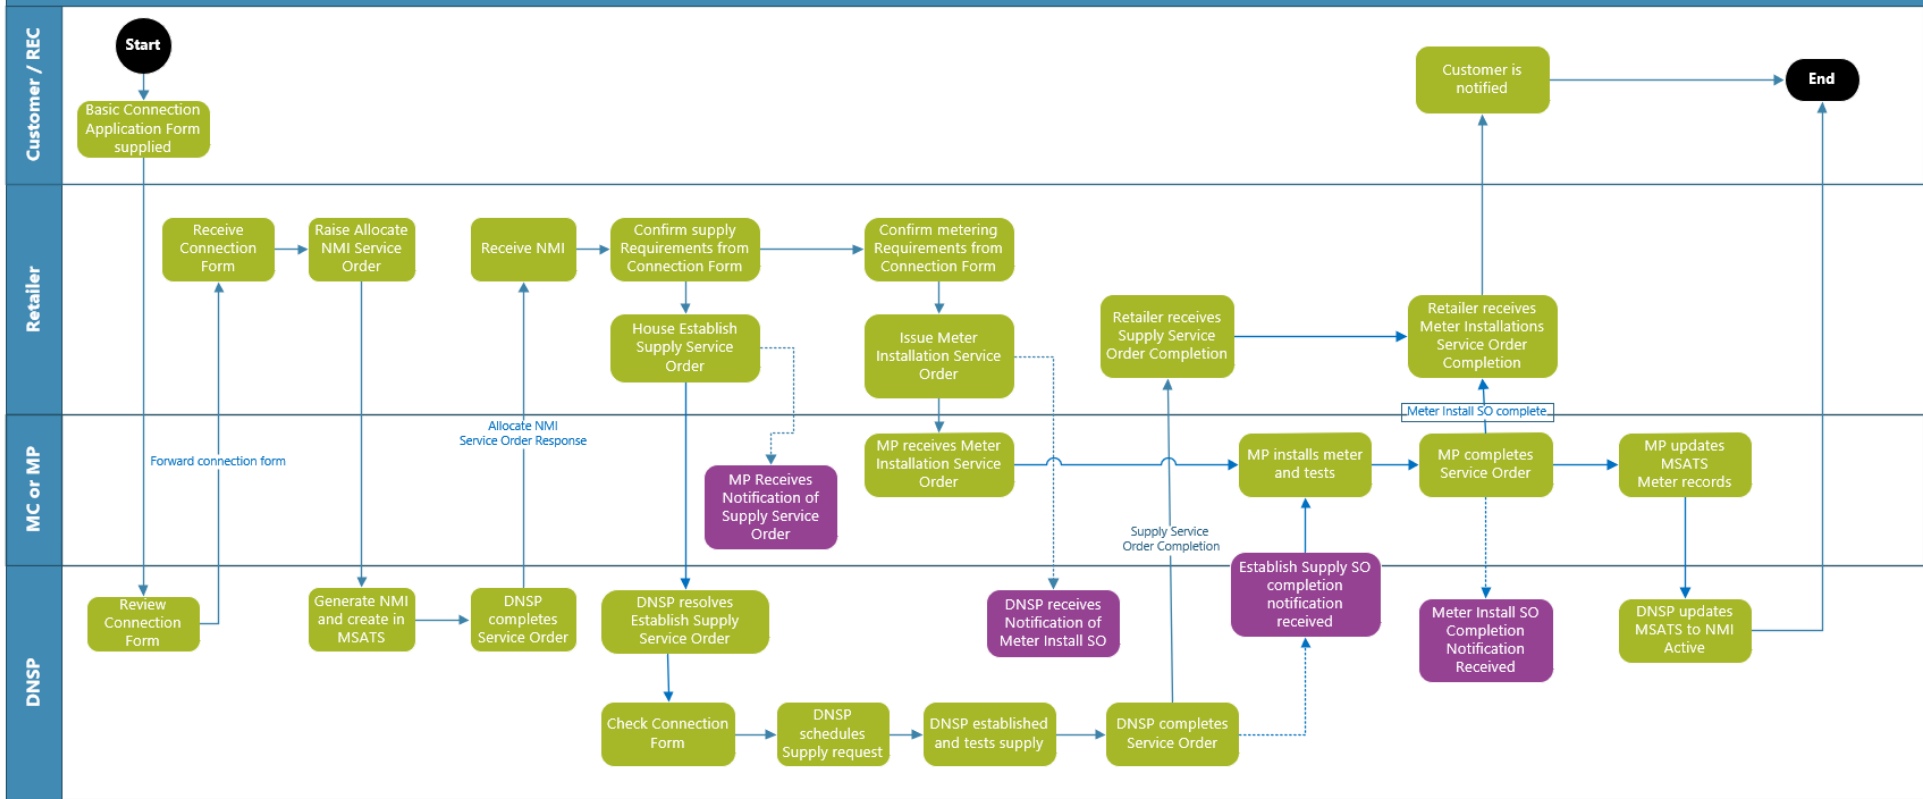 Customer / REC
Start
Basic Connection
Application Form
supplied
Customer is
notified
End
Retailer
Receive
Connection
Form
Raise Allocate
NMI Service
Order
Receive NMI
Confirm supply
Requirements from
Connection Form
Confirm metering
Requirements from
Connection Form
House Establish
Supply Service
Order
Issue Meter
Installation Service
Order
Retailer receives
Supply Service
Order Completion
Retailer receives
Meter Installations
Service Order
Completion
MC or MP
Forward connection form
Allocate NMI
Service Order Response
MP Receives
Notification of
Supply Service
Order
MP receives Meter
Installation Service
Order
Supply Service
Order Completion
MP installs meter
and tests
Meter Install SO complete
MP completes
Service Order
MP updates
MSATS
Meter records
DNSP
Review
Connection
Form
Generate NMI
and create in
MSATS
DNSP
completes
Service Order
DNSP resolves
Establish Supply
Service Order
DNSP receives
Notification of
Meter Install SO
Establish Supply SO
completion
notification
received
Meter Install SO
Completion
Notification
Received
DNSP updates
MSATS to NMI
Active
Check Connection
Form
DNSP
schedules
Supply request
DNSP established
and tests supply
DNSP completes
Service Order